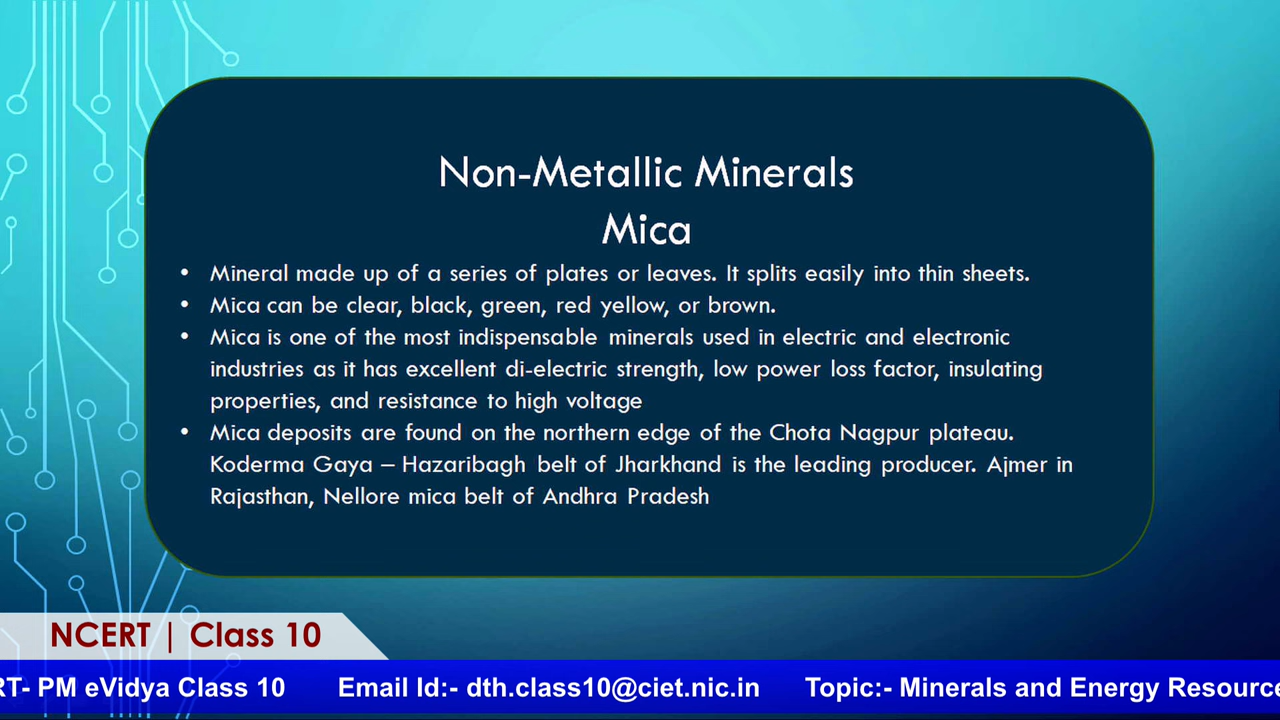 Non-Metallic Minerals
Mica
• Mineral made up of a series of plates or leaves. It splits easily into thin sheets.
• Mica can be clear, black, green, red yellow, or brown.
• Mica is one of the most indispensable minerals used in electric and electronic
industries as it has excellent di-electric strength, low power loss factor, insulating
properties, and resistance to high voltage
• Mica deposits are found on the northern edge of the Chota Nagpur plateau.
Koderma Gaya – Hazaribagh belt of Jharkhand is the leading producer. Ajmer in
Rajasthan, Nellore mica belt of Andhra Pradesh
NCERT | Class 10
RT- PM eVidya Class 10 Email Id:- dth.class10@ciet.nic.in Topic:- Minerals and Energy Resource